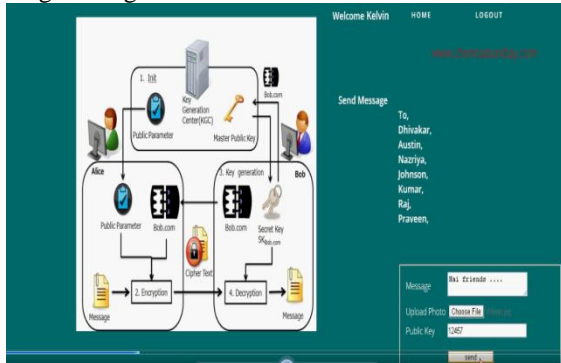 Welcome Kelvin
HOME
LOGOUT
1. Init
Key
Generation
Center(KGC)
Bob.com
Public Parameter
Master Public Key
Send Message
To,
Dhivakar,
Austin,
Nazriya,
Johnson,
Kumar,
Raj,
Praveen,
Alice
3. Key generation
Bob
Public Parameter
Bob.com
Bob.com
Secret Key
SKBob.com
Cipher Text
Message
2. Encryption
4. Decryption
Message
Message
Hai friends ....
Upload Photo
Choose File
Public Key
12457
send